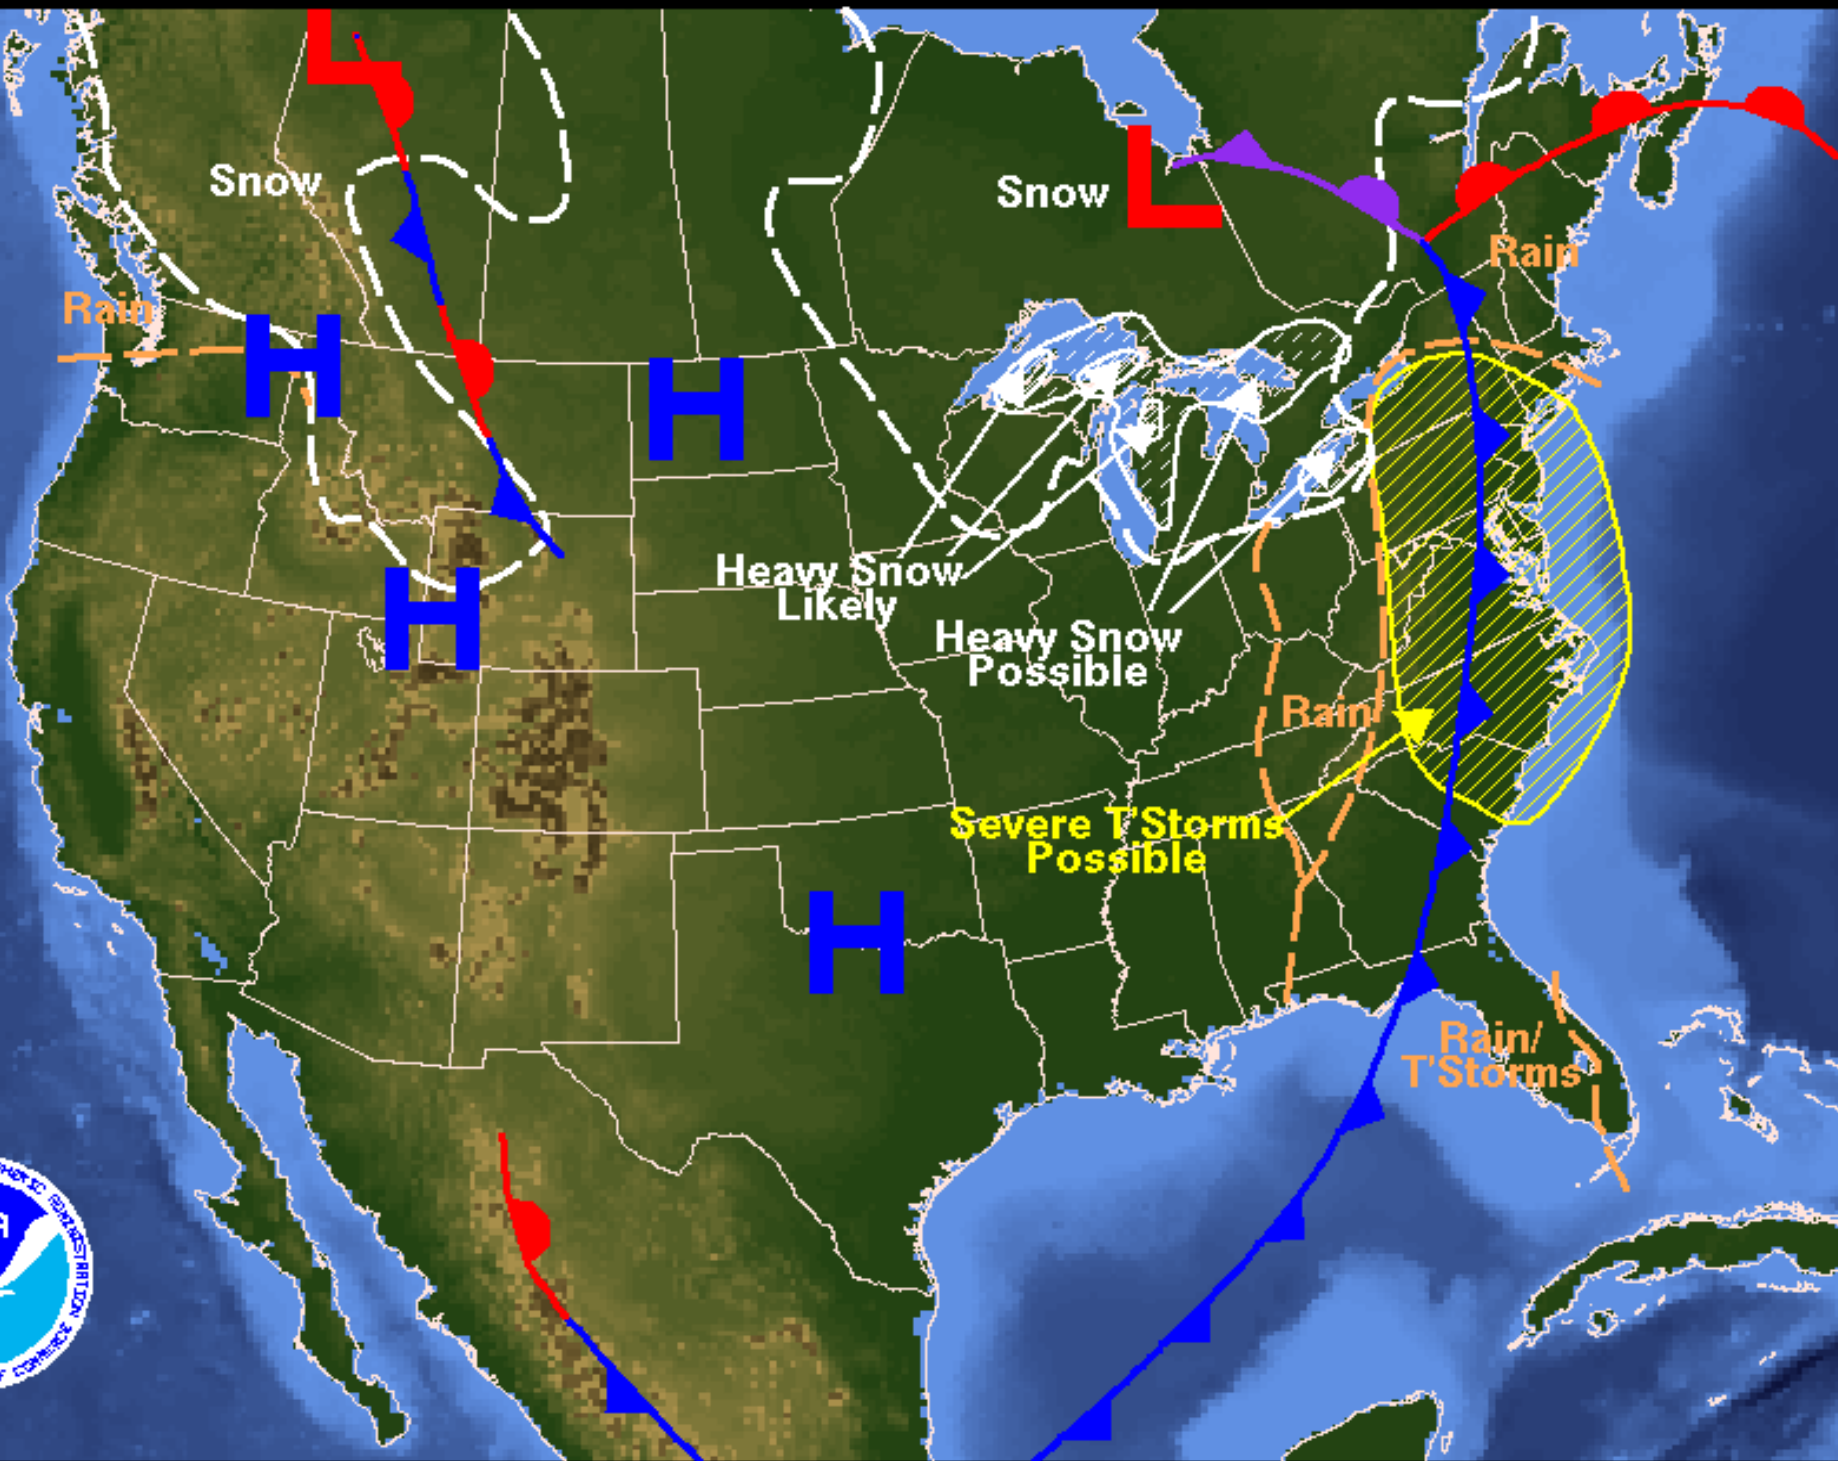 L
Snow
Snow
L
Rain
Rain
H
H
Heavy Snow
Likely
H
Heavy Snow
Possible
Rain
Severe T'Storms
Possible
H
Rain/
T'Storms